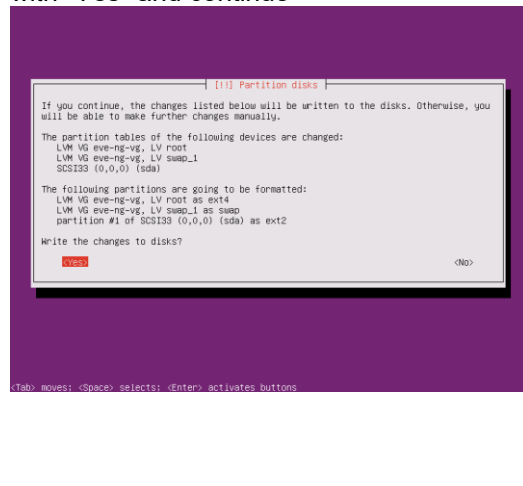 with "Yes" and continue
[!!] Partition disks
If you continue, the changes listed below will be written to the disks. Otherwise, you
will be able to make further changes manually.
The partition tables of the following devices are changed:
LVM VG eve-ng-vg, LV root
LVM VG eve-ng-vg, LV swap_1
SCSI33 (0,0,0) (sda)
The following partitions are going to be formatted:
LVM VG eve-ng-vg, LV root as ext4
LVM VG eve-ng-vg, LV swap_1 as swap
partition #1 of SCSI33 (0,0,0) (sda) as ext2
Write the changes to disks?
<Yes> <No>
<Tab> moves; <Space> selects; <Enter> activates buttons